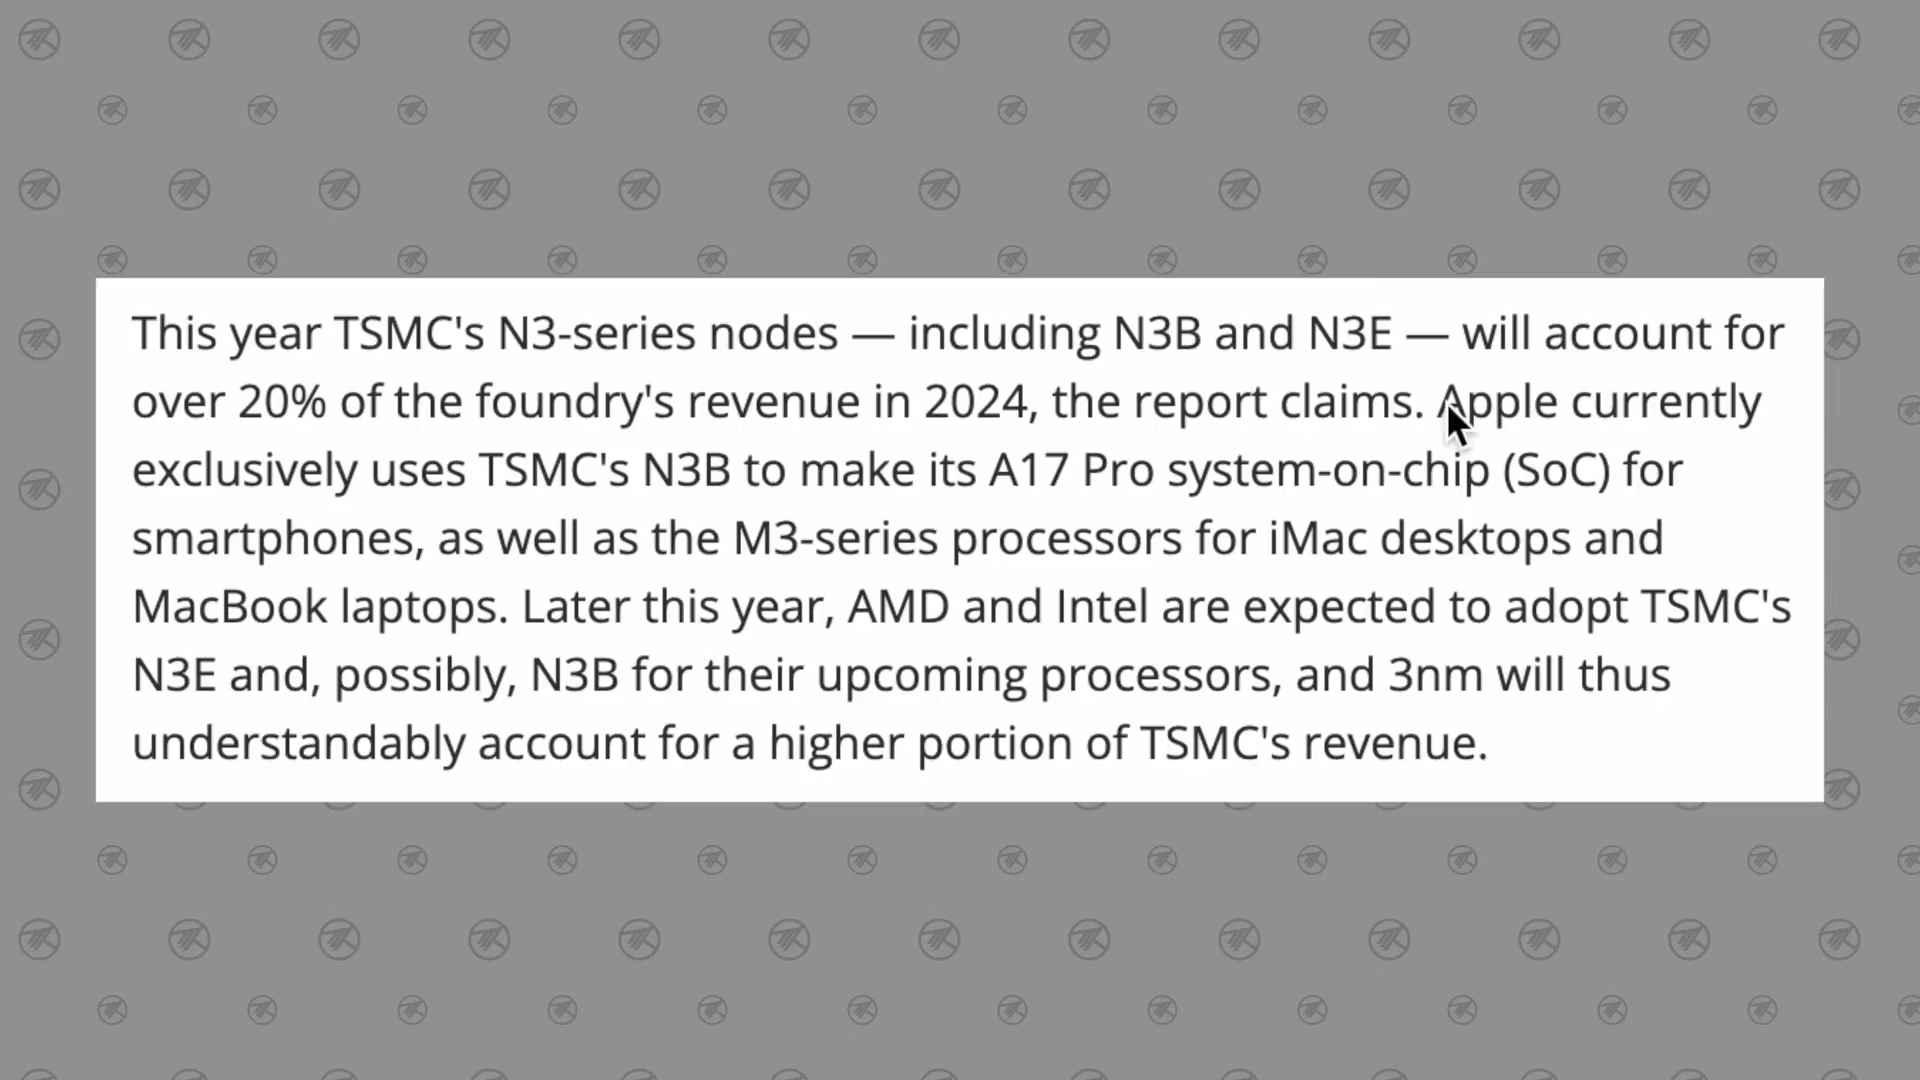 This year TSMC's N3-series nodes — including N3B and N3E — will account for
over 20% of the foundry's revenue in 2024, the report claims. Apple currently
exclusively uses TSMC's N3B to make its A17 Pro system-on-chip (SoC) for
smartphones, as well as the M3-series processors for iMac desktops and
MacBook laptops. Later this year, AMD and Intel are expected to adopt TSMC's
N3E and, possibly, N3B for their upcoming processors, and 3nm will thus
understandably account for a higher portion of TSMC's revenue.